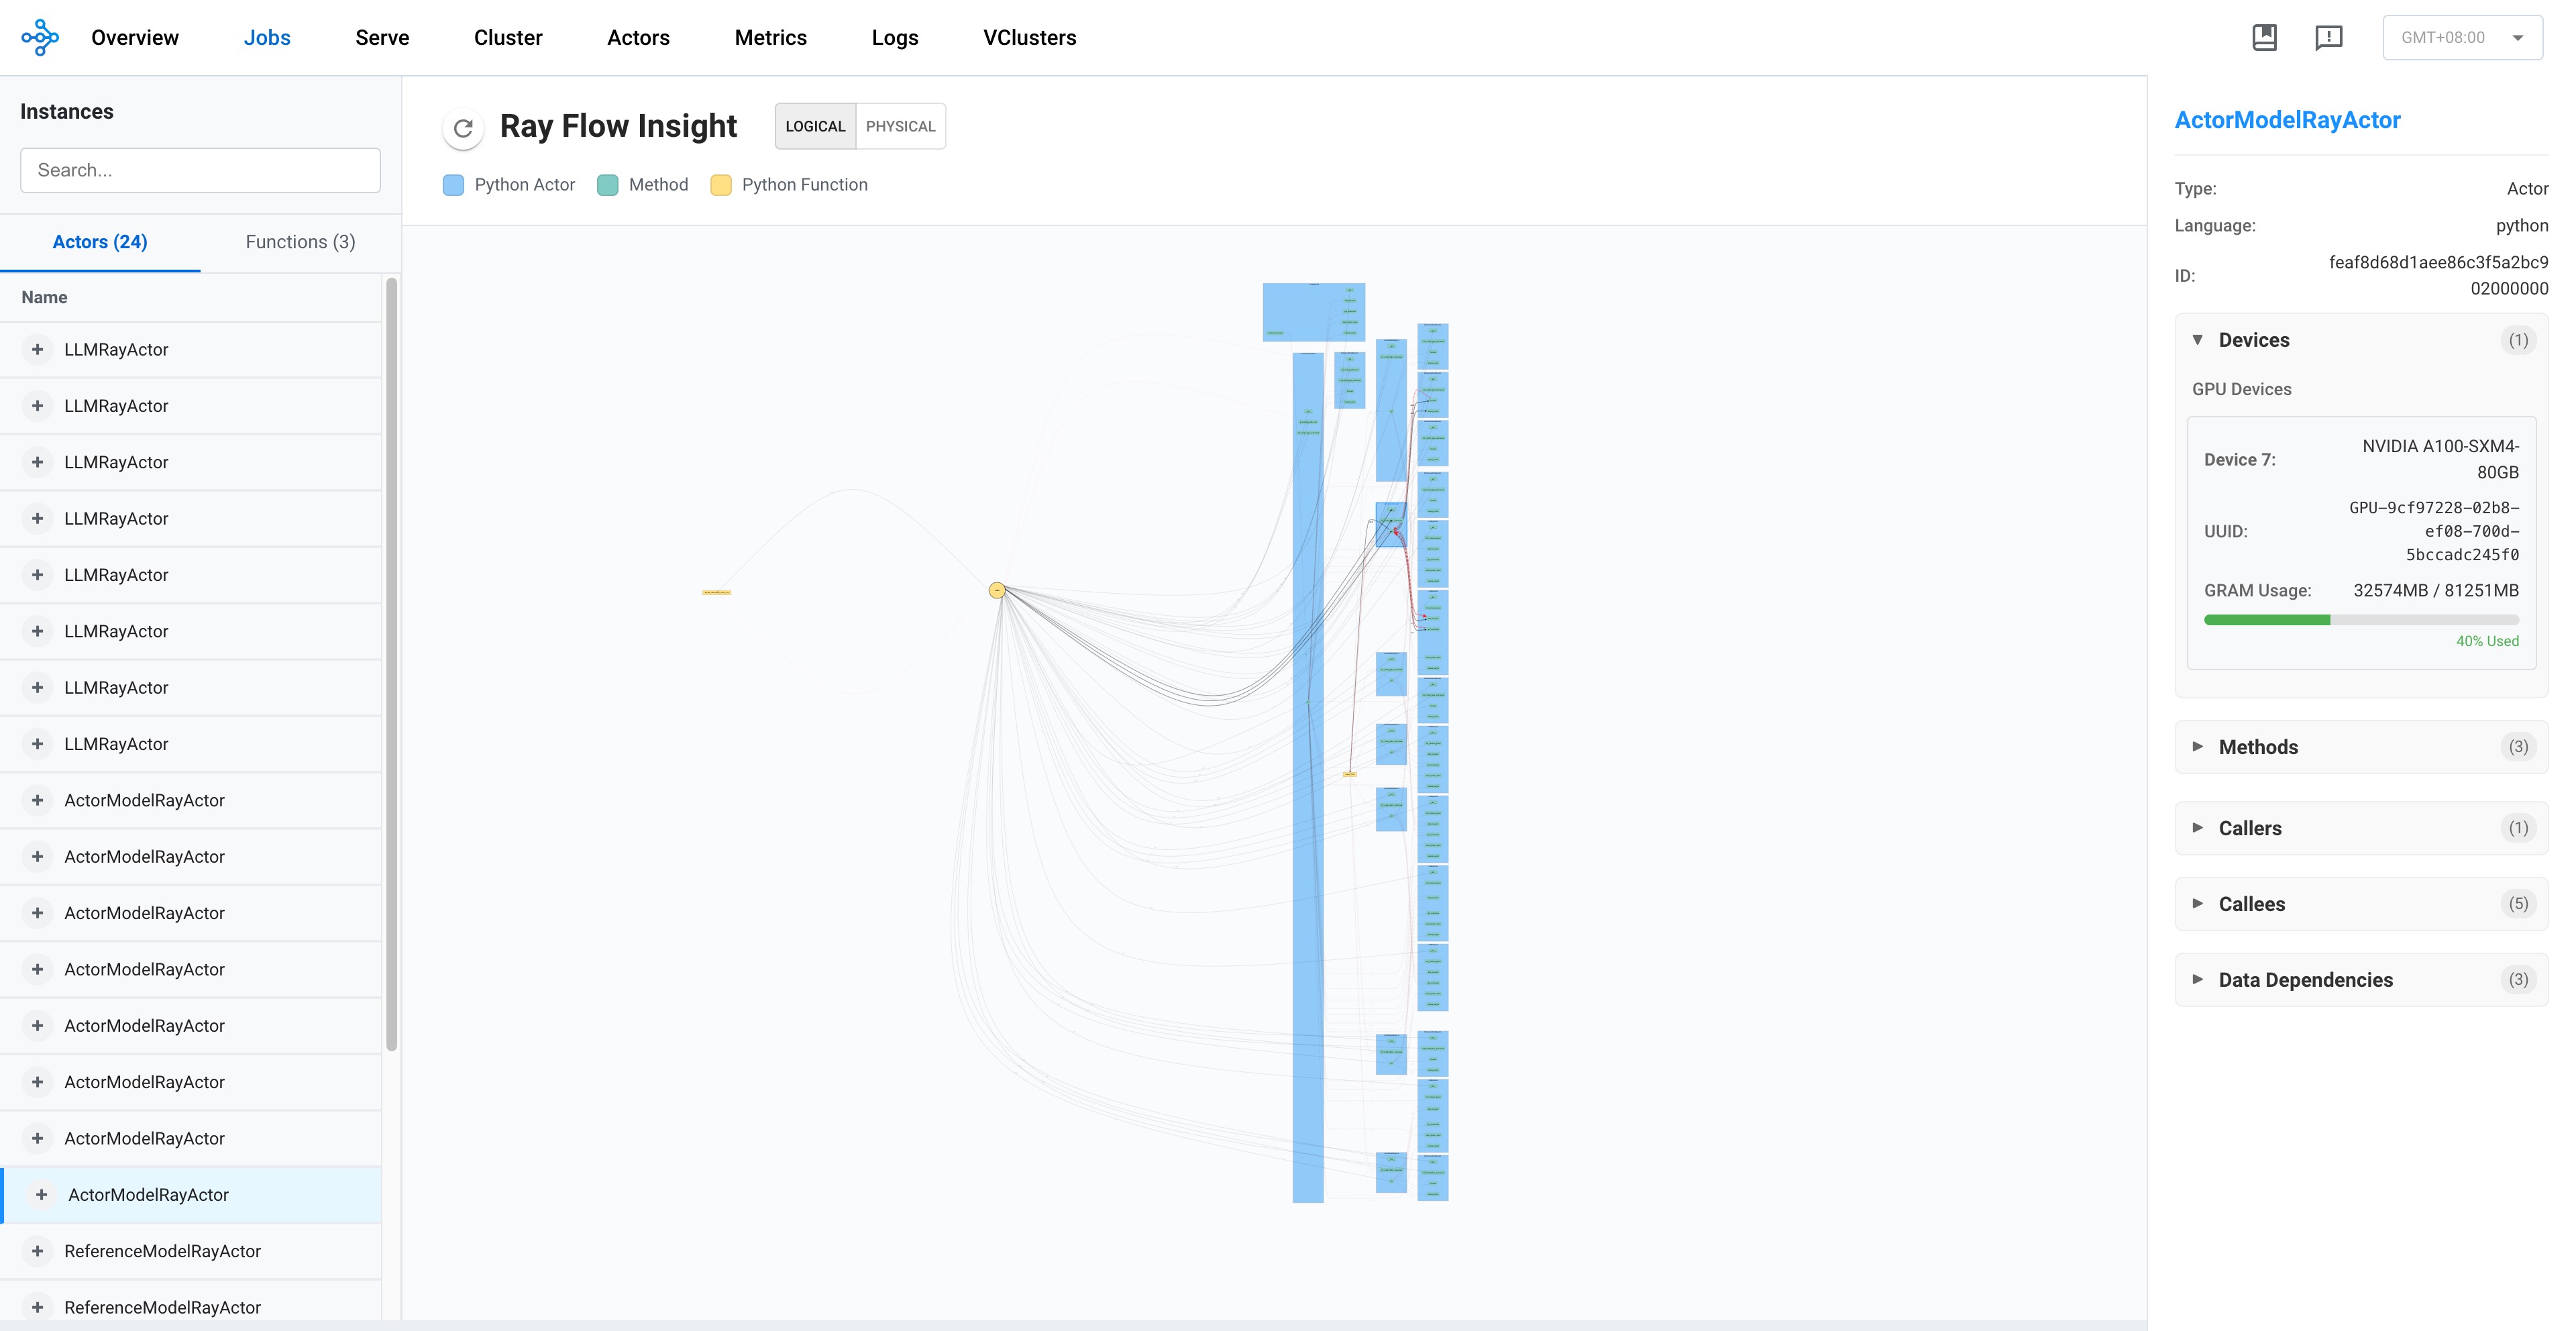 Overview
Jobs
Serve
Cluster
Actors
Metrics
Logs
VClusters
GMT+08:00
Instances
Search...
Actors (24)
Functions (3)
Name
LLMRayActor
LLMRayActor
LLMRayActor
LLMRayActor
LLMRayActor
LLMRayActor
LLMRayActor
LLMRayActor
ActorModelRayActor
ActorModelRayActor
ActorModelRayActor
ActorModelRayActor
ActorModelRayActor
ActorModelRayActor
ActorModelRayActor
ActorModelRayActor
ReferenceModelRayActor
ReferenceModelRayActor
Ray Flow Insight
LOGICAL
PHYSICAL
Python Actor
Method
Python Function
ActorModelRayActor
Type:
Actor
Language:
python
ID:
feaf8d68d1aee86c3f5a2bc9
02000000
Devices
(1)
GPU Devices
Device 7:
NVIDIA A100-SXM4-
80GB
UUID:
GPU-9cf97228-02b8-
ef08-700d-
5bccadc245f0
GRAM Usage:
32574MB / 81251MB
40% Used
Methods
(3)
Callers
(1)
Callees
(5)
Data Dependencies
(3)